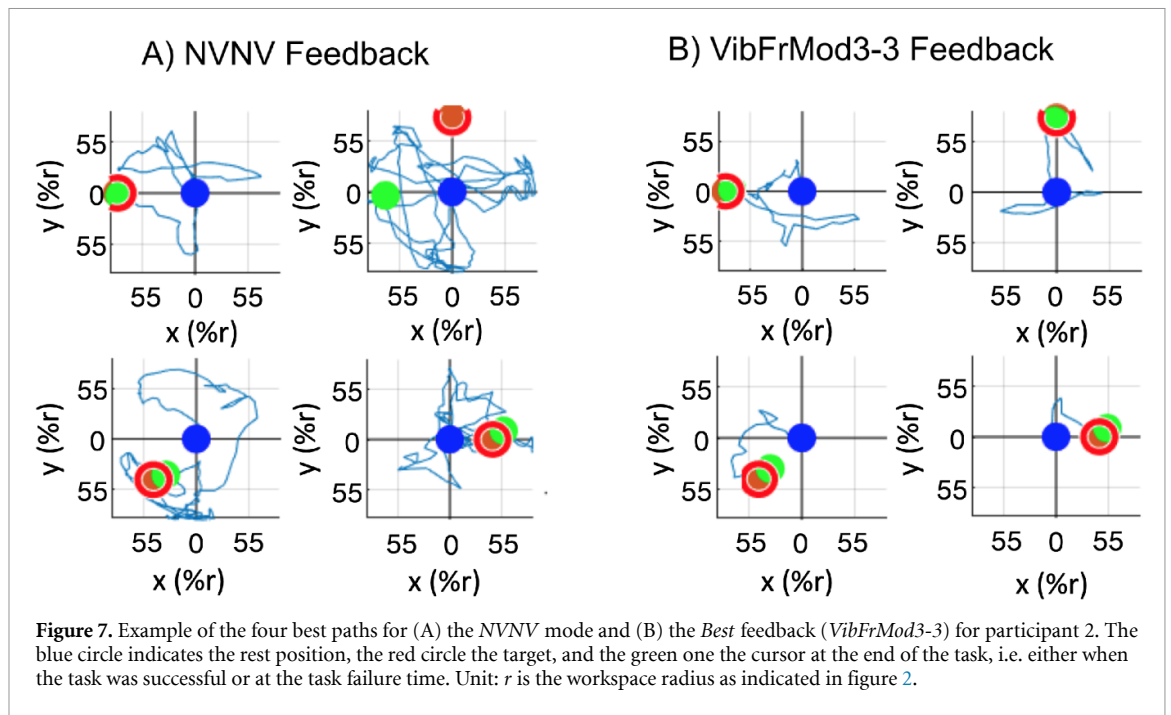 A) NVNV Feedback
B) VibFrMod3-3 Feedback
y (%r)
55
0
55
55 0 55
x (%r)
y (%r)
55
0
55
55 0 55
x (%r)
y (%r)
55
0
55
55 0 55
x (%r)
y (%r)
55
0
55
55 0 55
x (%r)
y (%r)
55
0
55
55 0 55
x (%r)
y (%r)
55
0
55
55 0 55
x (%r)
y (%r)
55
0
55
55 0 55
x (%r)
y (%r)
55
0
55
55 0 55
x (%r)
Figure 7. Example of the four best paths for (A) the NVNV mode and (B) the Best feedback (VibFrMod3-3) for participant 2. The
blue circle indicates the rest position, the red circle the target, and the green one the cursor at the end of the task, i.e. either when
the task was successful or at the task failure time. Unit: r is the workspace radius as indicated in figure 2.